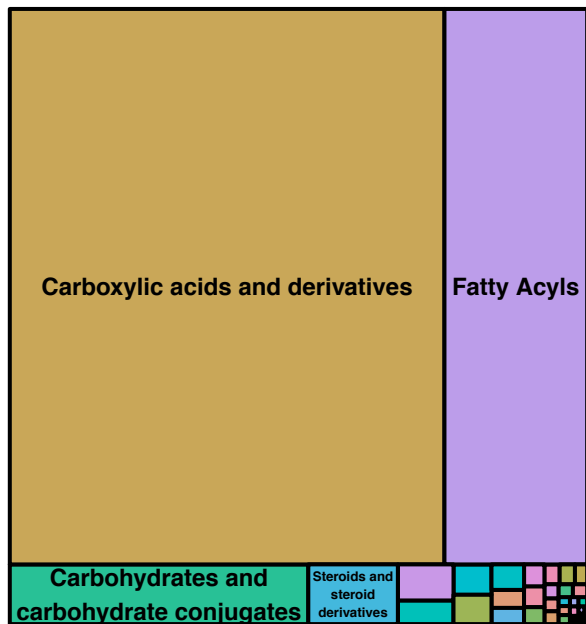 Carboxylic acids and derivatives
Fatty Acyls
Carbohydrates and
carbohydrate conjugates
Steroids and
steroid
derivatives